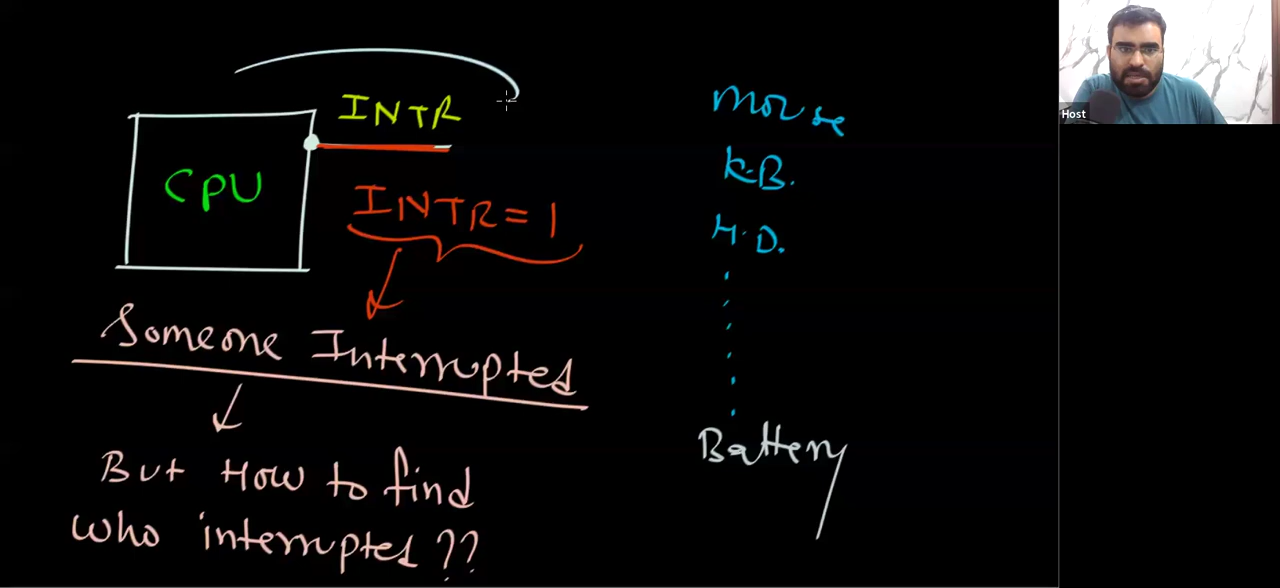 INTR
CPU
INTR = 1
Someone Interrupted
But How to find
who interrupted ??
mouse
K.B.
H.D.
Battery
Host